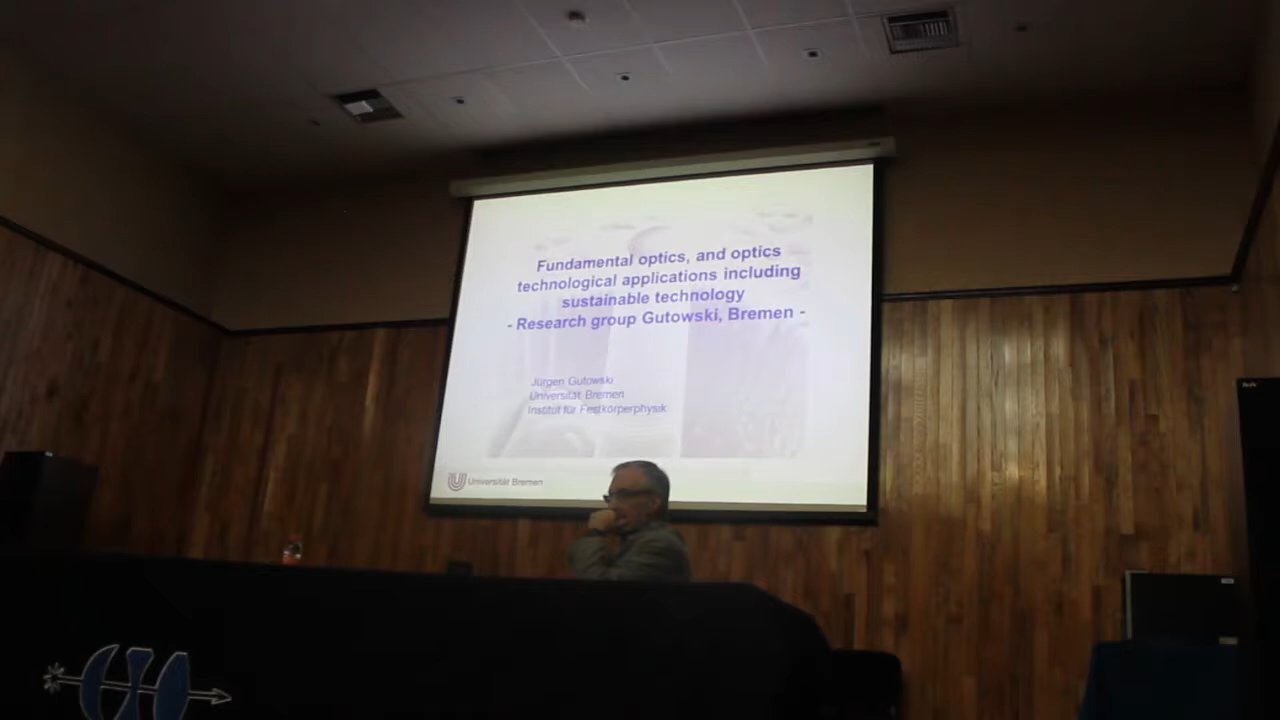 Fundamental optics, and optics
technological applications including
sustainable technology
- Research group Gutowski, Bremen -
Jürgen Gutowski
Universität Bremen
Institut für Festkörperphysik
Universität Bremen